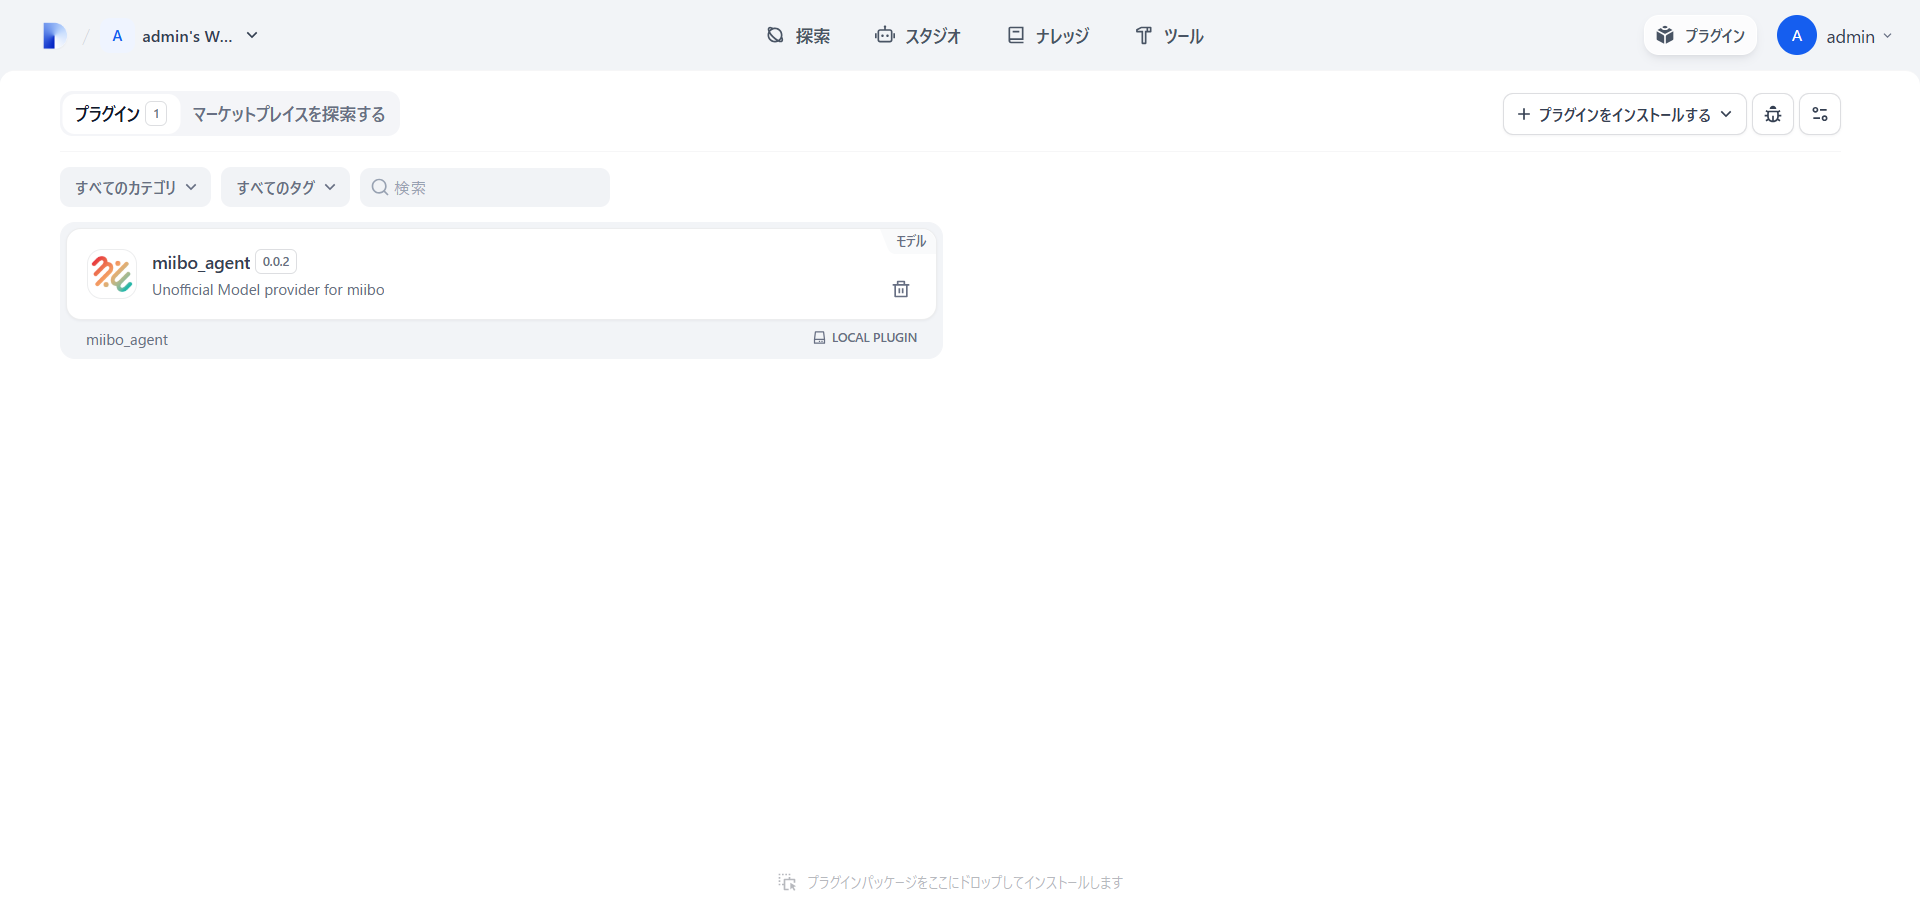 A admin's W... 探索 スタジオ ナレッジ ツール プラグイン A admin
プラグイン 1 マーケットプレイスを探索する プラグインをインストールする
すべてのカテゴリ すべてのタグ 検索
モデル
miibo_agent 0.0.2
Unofficial Model provider for miibo
miibo_agent LOCAL PLUGIN
プラグインパッケージをここにドロップしてインストールします